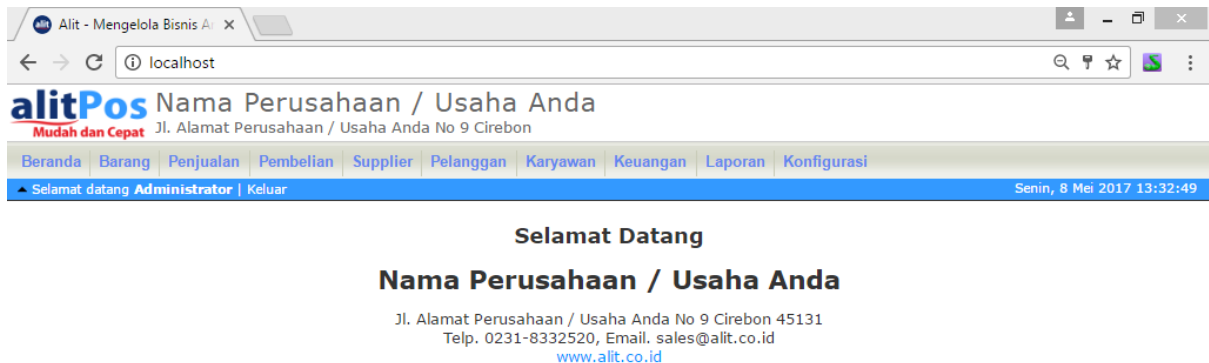 alit Alit - Mengelola Bisnis A
localhost
alitPos
Mudah dan Cepat
Nama Perusahaan / Usaha Anda
Jl. Alamat Perusahaan / Usaha Anda No 9 Cirebon
Beranda Barang Penjualan Pembelian Supplier Pelanggan Karyawan Keuangan Laporan Konfigurasi
Selamat datang Administrator | Keluar Senin, 8 Mei 2017 13:32:49
Selamat Datang
Nama Perusahaan / Usaha Anda
Jl. Alamat Perusahaan / Usaha Anda No 9 Cirebon 45131
Telp. 0231-8332520, Email. sales@alit.co.id
www.alit.co.id